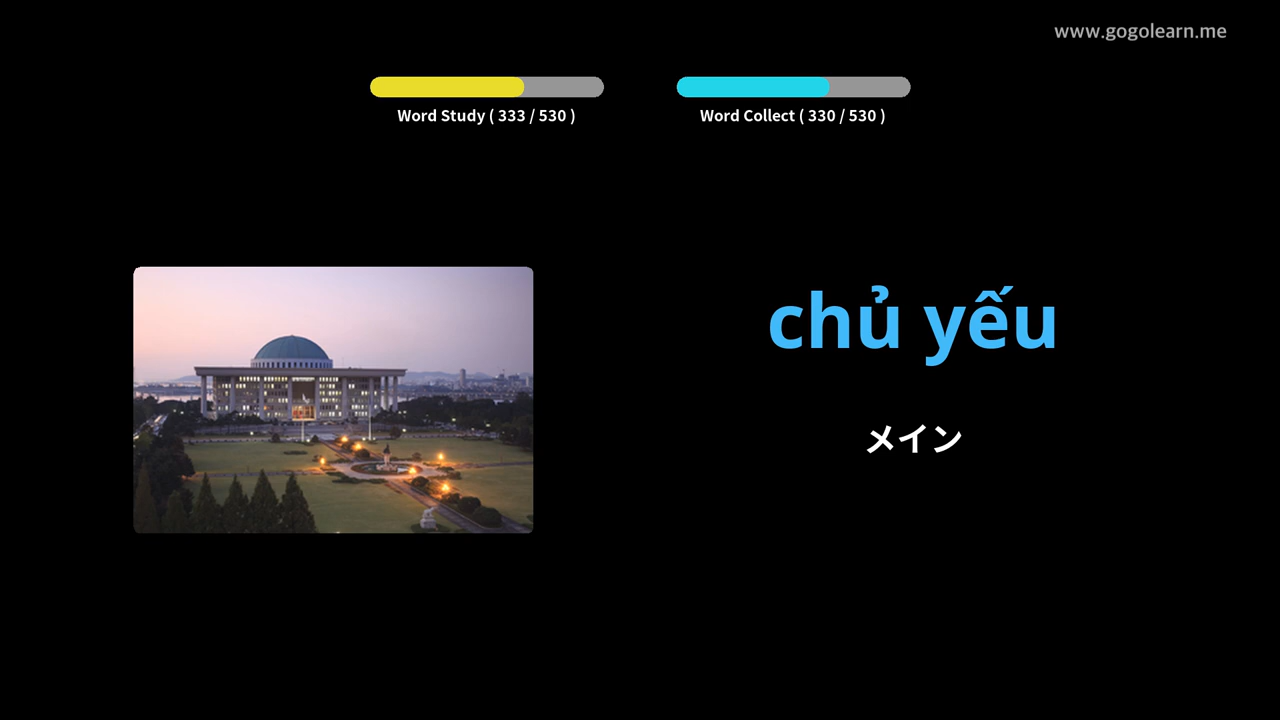 www.gogolearn.me
Word Study ( 333 / 530 )
Word Collect ( 330 / 530 )
chủ yếu
メイン